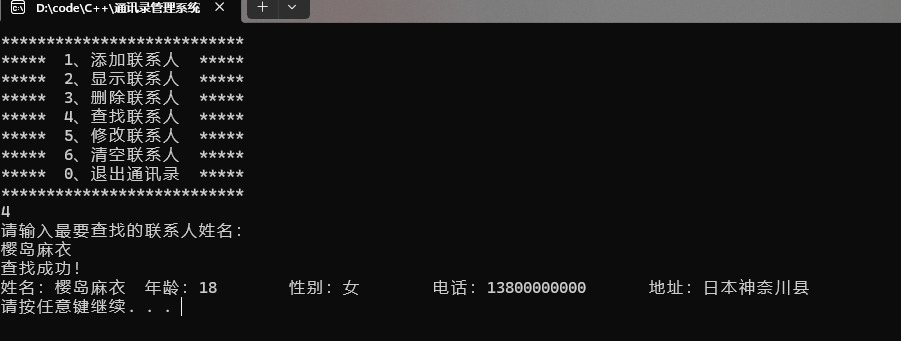 D:\code\C++\通讯录管理系统
**************************
*****  1、添加联系人  *****
*****  2、显示联系人  *****
*****  3、删除联系人  *****
*****  4、查找联系人  *****
*****  5、修改联系人  *****
*****  6、清空联系人  *****
*****  0、退出通讯录  *****
**************************
4
请输入最要查找的联系人姓名：
樱岛麻衣
查找成功！
姓名：樱岛麻衣  年龄：18  性别：女  电话：13800000000  地址：日本神奈川县
请按任意键继续. . .